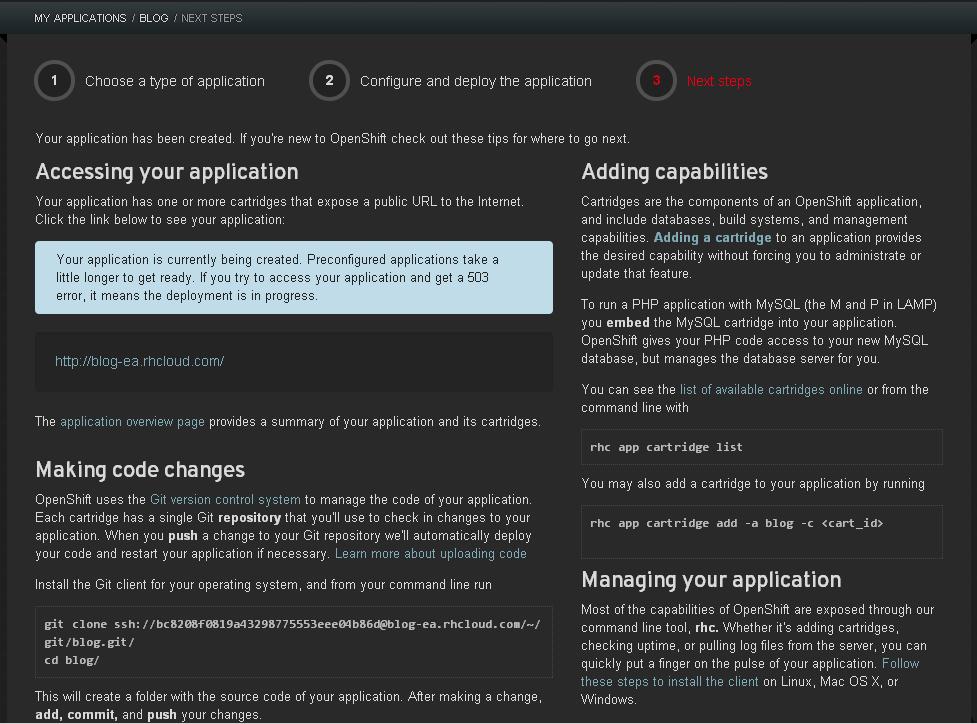 MY APPLICATIONS / BLOG / NEXT STEPS
1 Choose a type of application 2 Configure and deploy the application 3 Next steps
Your application has been created. If you're new to OpenShift check out these tips for where to go next.
Accessing your application
Your application has one or more cartridges that expose a public URL to the Internet.
Click the link below to see your application:
Your application is currently being created. Preconfigured applications take a
little longer to get ready. If you try to access your application and get a 503
error, it means the deployment is in progress.
http://blog-ea.rhcloud.com/
The application overview page provides a summary of your application and its cartridges.
Making code changes
OpenShift uses the Git version control system to manage the code of your application.
Each cartridge has a single Git repository that you'll use to check in changes to your
application. When you push a change to your Git repository we'll automatically deploy
your code and restart your application if necessary. Learn more about uploading code
Install the Git client for your operating system, and from your command line run
git clone ssh://bc8208f0819a43298775553eee04b86d@blog-ea.rhcloud.com/~/
git/blog.git/
cd blog/
This will create a folder with the source code of your application. After making a change,
add, commit, and push your changes.
Adding capabilities
Cartridges are the components of an OpenShift application,
and include databases, build systems, and management
capabilities. Adding a cartridge to an application provides
the desired capability without forcing you to administrate or
update that feature.
To run a PHP application with MySQL (the M and P in LAMP)
you embed the MySQL cartridge into your application.
OpenShift gives your PHP code access to your new MySQL
database, but manages the database server for you.
You can see the list of available cartridges online or from the
command line with
rhc app cartridge list
You may also add a cartridge to your application by running
rhc app cartridge add -a blog -c <cart_id>
Managing your application
Most of the capabilities of OpenShift are exposed through our
command line tool, rhc. Whether it's adding cartridges,
checking uptime, or pulling log files from the server, you can
quickly put a finger on the pulse of your application. Follow
these steps to install the client on Linux, Mac OS X, or
Windows.